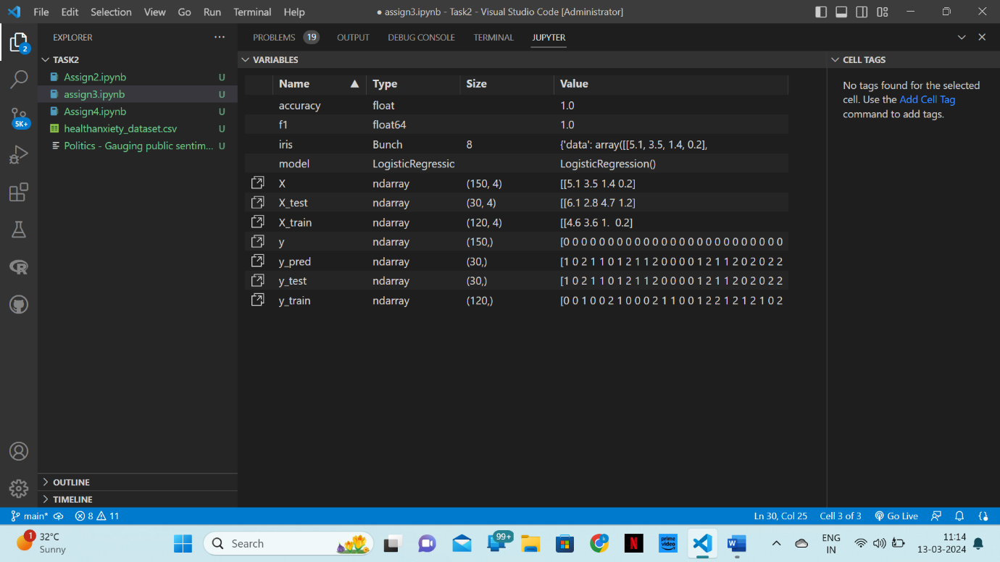 File Edit Selection View Go Run Terminal Help
● assign3.ipynb - Task2 - Visual Studio Code [Administrator]
EXPLORER ···
PROBLEMS 19 OUTPUT DEBUG CONSOLE TERMINAL JUPYTER
2
TASK2
Assign2.ipynb U
assign3.ipynb U
Assign4.ipynb U
healthanxiety_dataset.csv U
Politics - Gauging public sentim... U
5K+
VARIABLES
Name Type Size Value
accuracy float 1.0
f1 float64 1.0
iris Bunch 8 {'data': array([[5.1, 3.5, 1.4, 0.2],
model LogisticRegressic LogisticRegression()
X ndarray (150, 4) [[5.1 3.5 1.4 0.2]
X_test ndarray (30, 4) [[6.1 2.8 4.7 1.2]
X_train ndarray (120, 4) [[4.6 3.6 1.  0.2]
y ndarray (150,) [0 0 0 0 0 0 0 0 0 0 0 0 0 0 0 0 0 0 0 0 0 0 0 0 0
y_pred ndarray (30,) [1 0 2 1 1 0 1 2 1 1 2 0 0 0 0 1 2 1 1 2 0 2 0 2 2
y_test ndarray (30,) [1 0 2 1 1 0 1 2 1 1 2 0 0 0 0 1 2 1 1 2 0 2 0 2 2
y_train ndarray (120,) [0 0 1 0 0 2 1 0 0 0 2 1 1 0 0 1 2 2 1 2 1 2 1 0 2
CELL TAGS
No tags found for the selected
cell. Use the Add Cell Tag
command to add tags.
OUTLINE
TIMELINE
main* 8 11
Ln 30, Col 25 Cell 3 of 3 Go Live
1
32°C
Sunny
Search
99+
prime
video
ENG
IN
11:14
13-03-2024